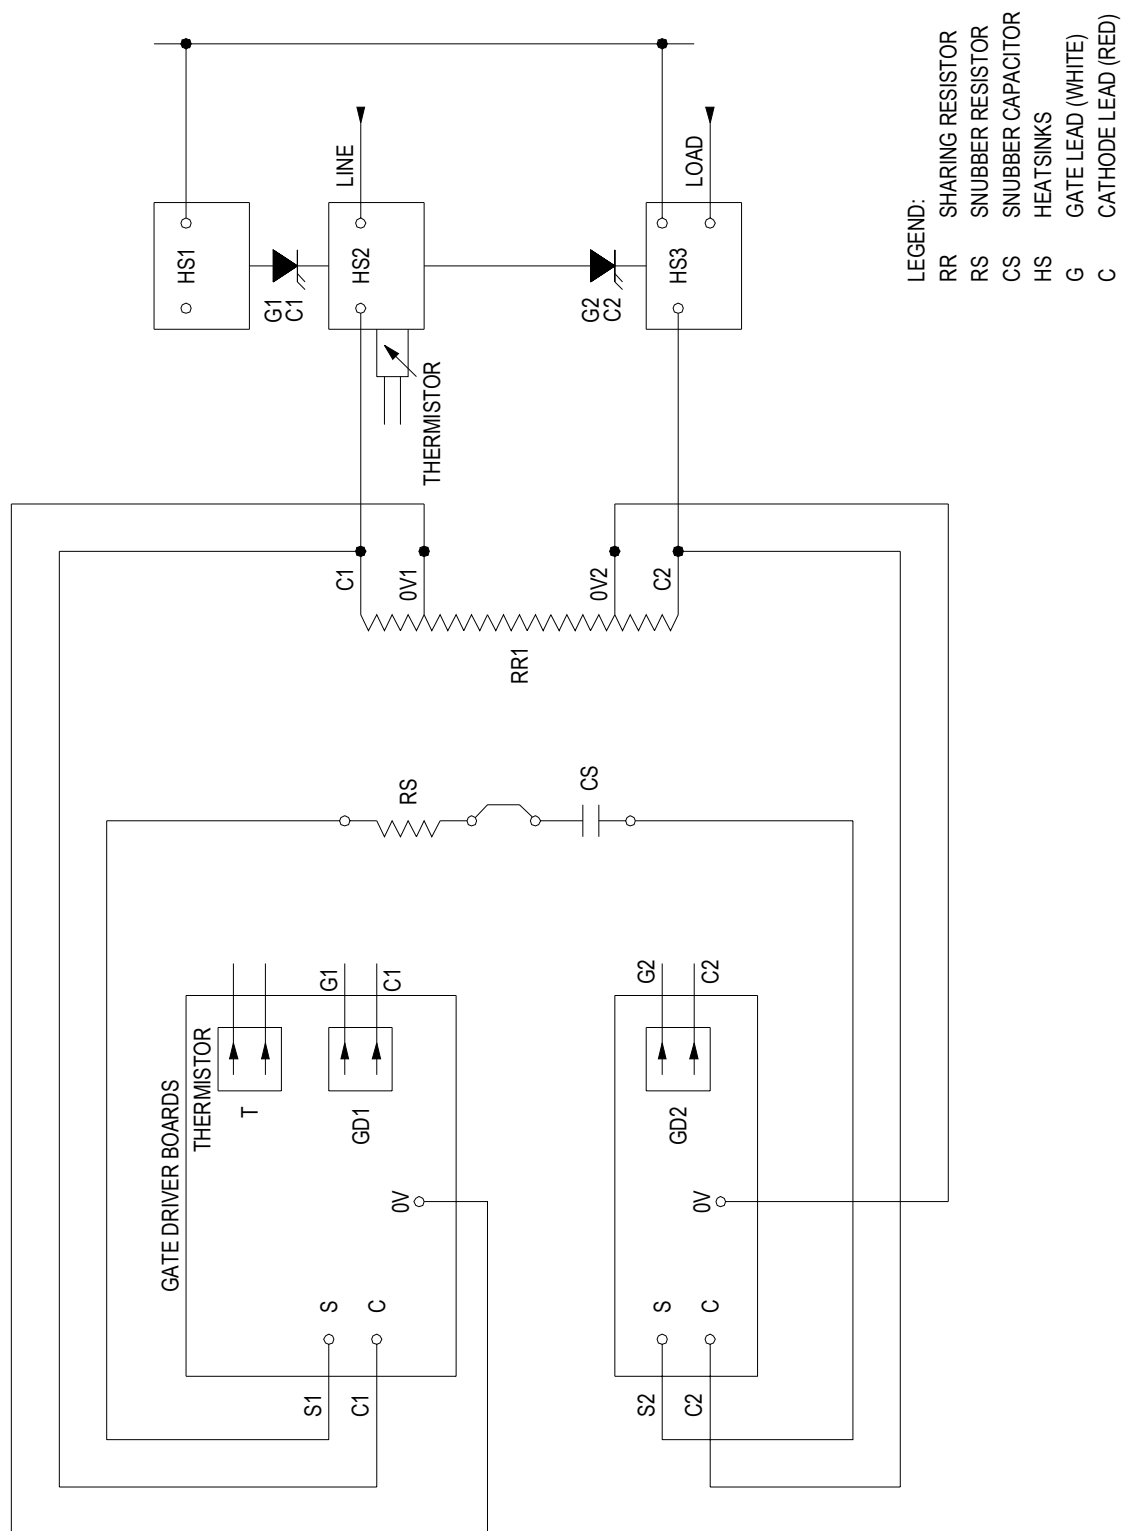 LEGEND:
RR SHARING RESISTOR
RS SNUBBER RESISTOR
CS SNUBBER CAPACITOR
HS HEATSINKS
G GATE LEAD (WHITE)
C CATHODE LEAD (RED)
LINE
LOAD
HS1
HS2
HS3
G1
C1
G2
C2
THERMISTOR
C1
0V1
0V2
C2
RR1
RS
CS
GATE DRIVER BOARDS
THERMISTOR
T
G1
C1
GD1
0V
S
C
S1
C1
G2
C2
GD2
0V
S
C
S2
C2